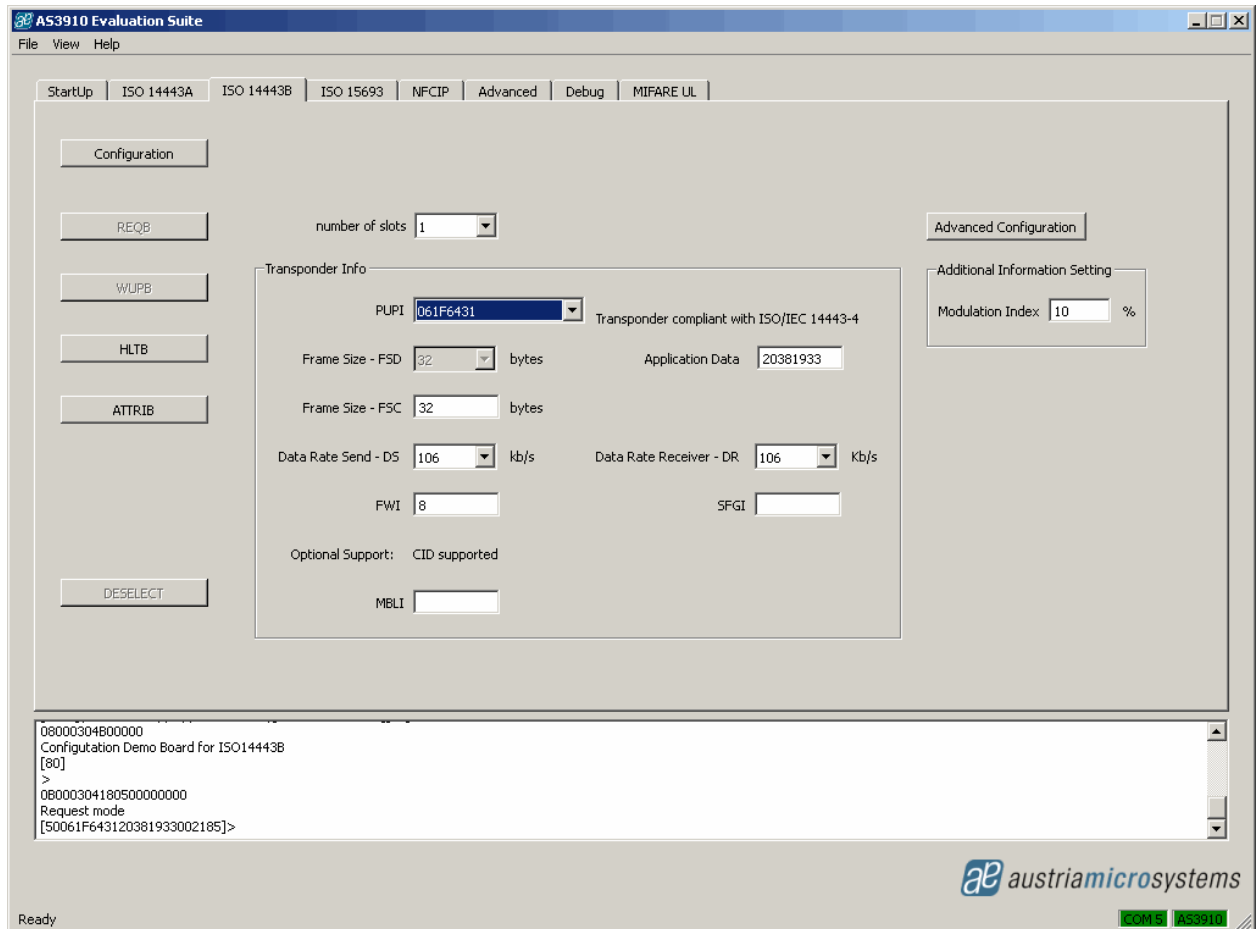 AS3910 Evaluation Suite
File View Help
StartUp ISO 14443A ISO 14443B ISO 15693 NFCIP Advanced Debug MIFARE UL
Configuration
REQB
number of slots 1
Advanced Configuration
WUPB
Transponder Info
Additional Information Setting
PUPI 061F6431
Transponder compliant with ISO/IEC 14443-4
Modulation Index 10 %
HLTB
Frame Size - FSD 32 bytes
Application Data 20381933
ATTRIB
Frame Size - FSC 32 bytes
Data Rate Send - DS 106 kb/s
Data Rate Receiver - DR 106 Kb/s
FWI 8
SFGI
Optional Support: CID supported
DESELECT
MBLI
08000304B00000
Configutation Demo Board for ISO14443B
[80]
>
0B000304180500000000
Request mode
[50061F643120381933002185]>
ae austriamicrosystems
Ready
COM 5 AS3910